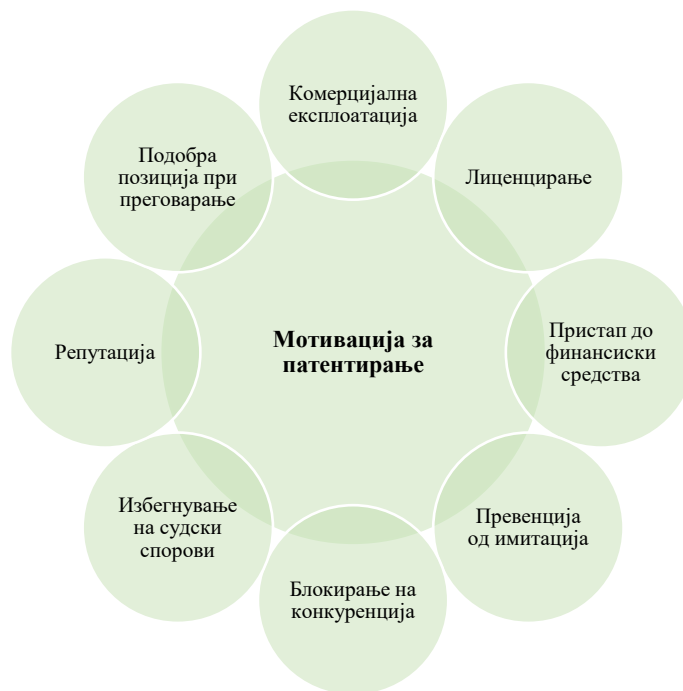 Комерцијална
експлоатација
Лиценцирање
Пристап до
финансиски
средства
Превенција
од имитација
Блокирање на
конкуренција
Избегнување
на судски
спорови
Репутација
Подобра
позиција при
преговарање
Мотивација за
патентирање